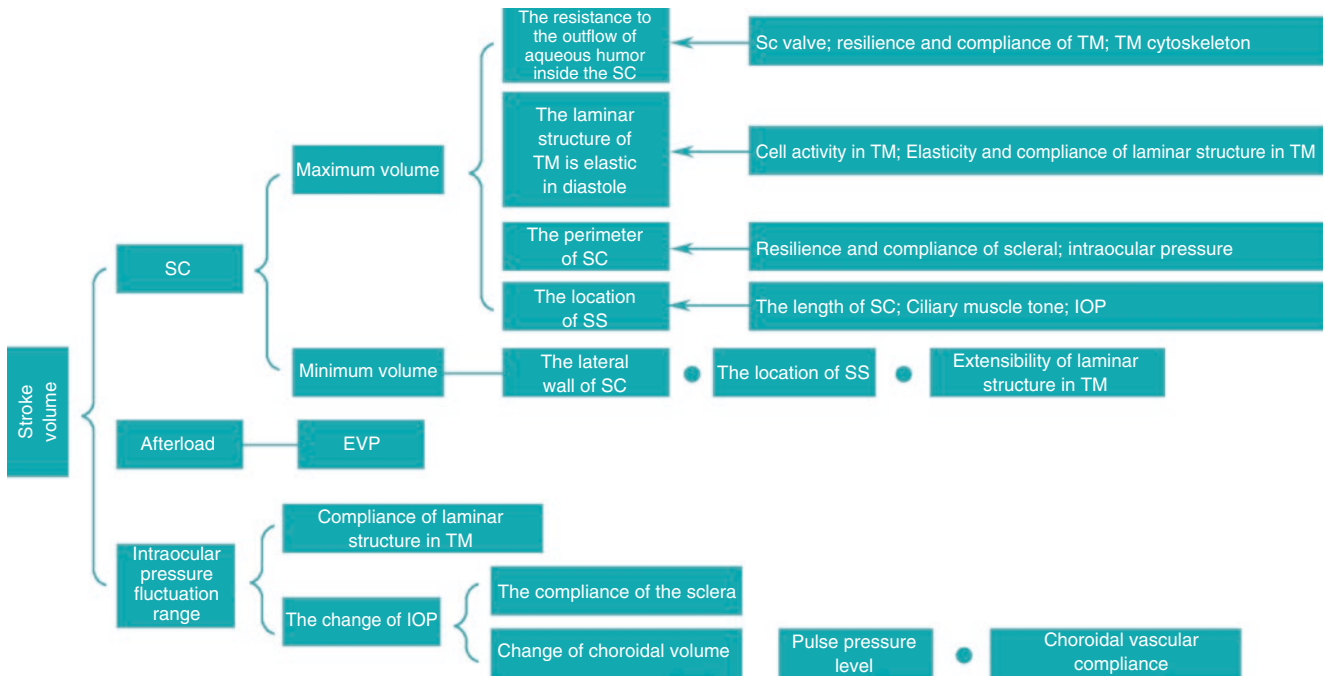 The resistance
to the outflow of
aqueous humor
inside the SC
Sc valve; resilience and compliance of TM; TM cytoskeleton
The laminar
structure of
TM is elastic
in diastole
Cell activity in TM; Elasticity and compliance of laminar structure in TM
Maximum volume
The perimeter
of SC
Resilience and compliance of scleral; intraocular pressure
SC
The location
of SS
The length of SC; Ciliary muscle tone; IOP
Minimum volume
The lateral
wall of SC
The location of SS
Extensibility of laminar
structure in TM
Stroke
volume
Afterload
EVP
Compliance of laminar
structure in TM
Intraocular
pressure
fluctuation
range
The change of IOP
The compliance of the sclera
Change of choroidal volume
Pulse pressure
level
Choroidal vascular
compliance